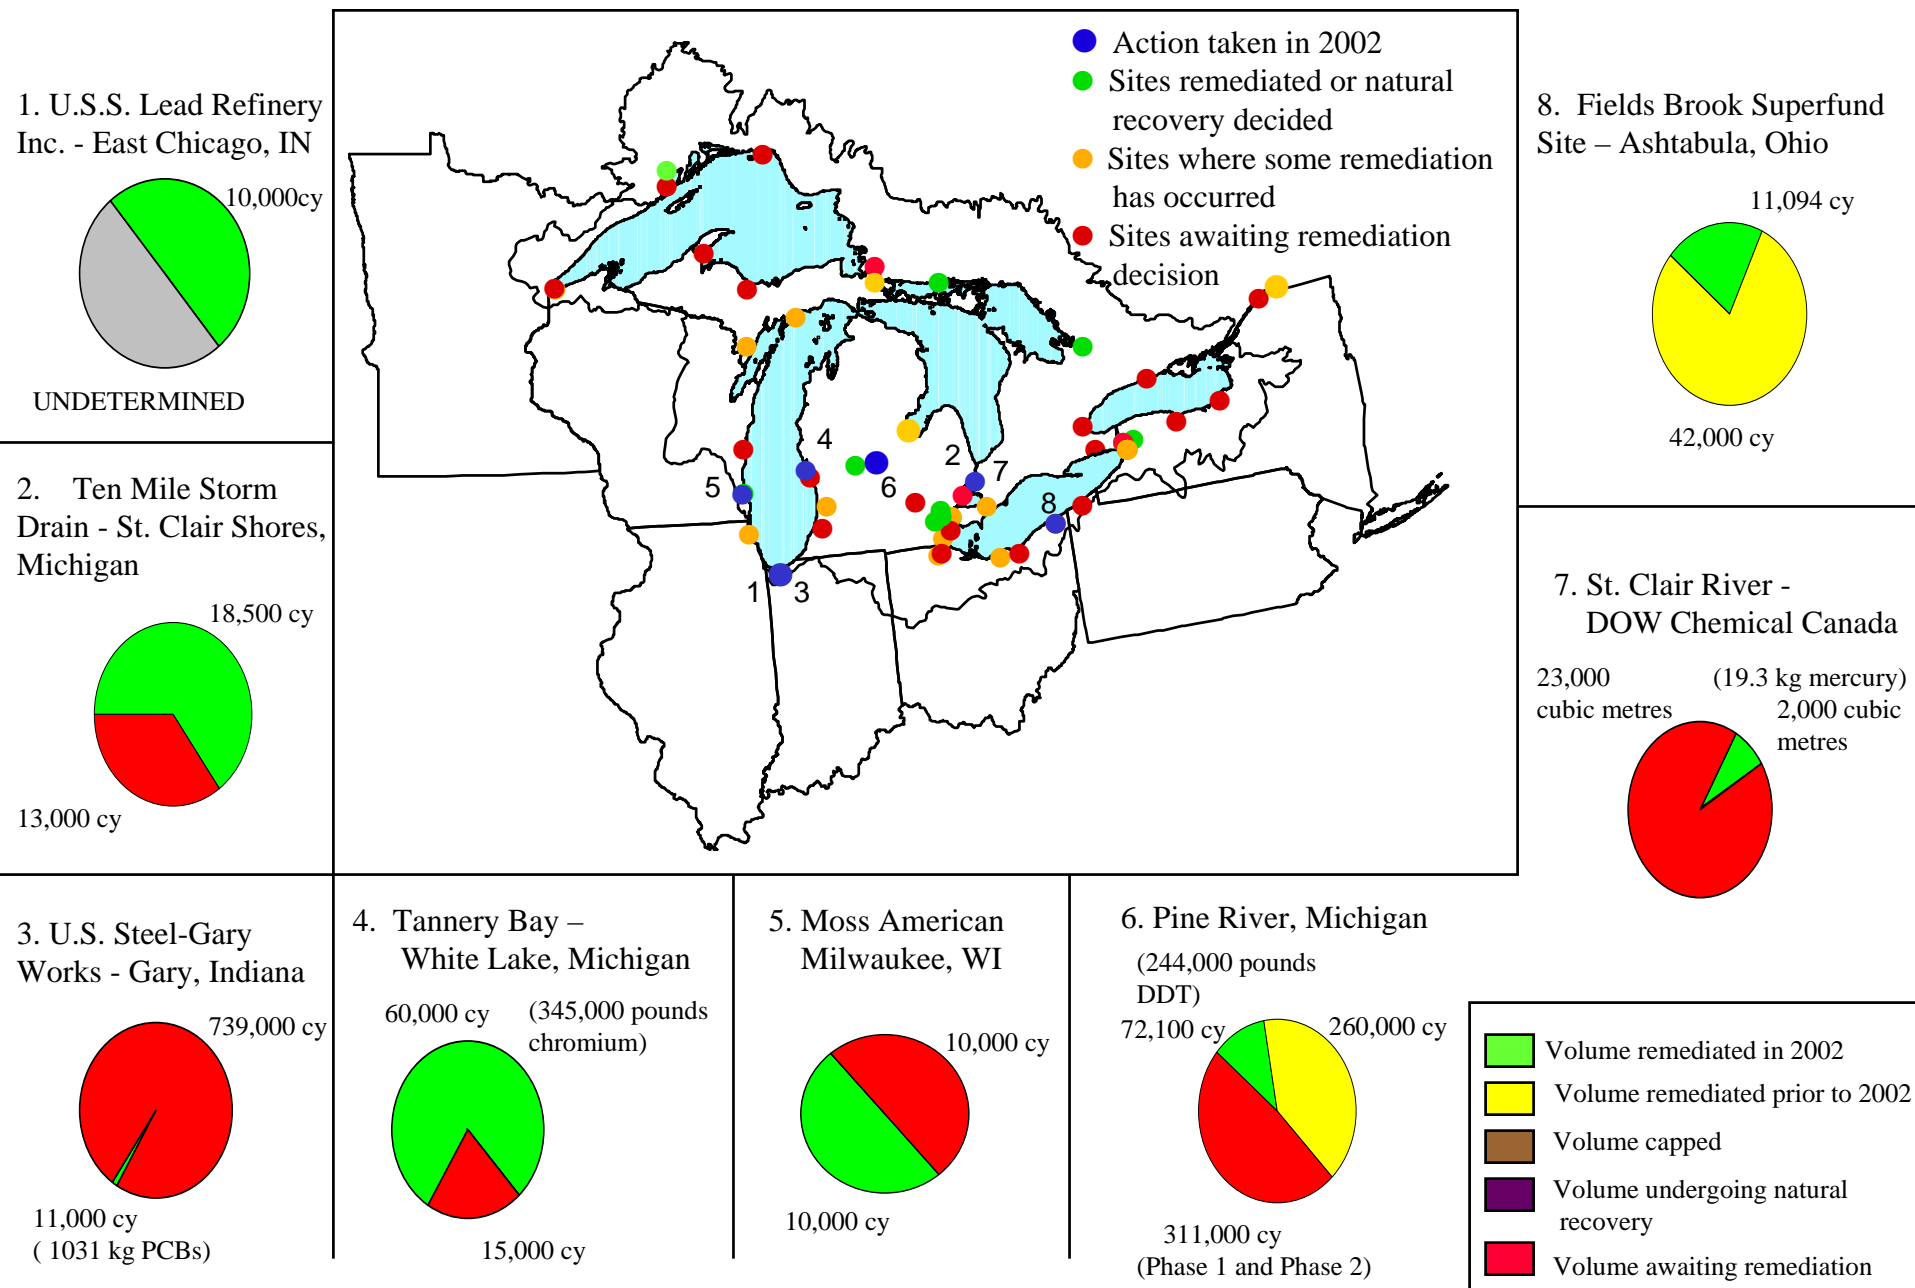 1. U.S.S. Lead Refinery
Inc. - East Chicago, IN
10,000cy
UNDETERMINED
2. Ten Mile Storm
Drain - St. Clair Shores,
Michigan
18,500 cy
13,000 cy
3. U.S. Steel-Gary
Works - Gary, Indiana
739,000 cy
11,000 cy
( 1031 kg PCBs)
Action taken in 2002
Sites remediated or natural
recovery decided
Sites where some remediation
has occurred
Sites awaiting remediation
decision
4
5
6
2
7
8
1
3
4. Tannery Bay –
White Lake, Michigan
60,000 cy
(345,000 pounds
chromium)
15,000 cy
5. Moss American
Milwaukee, WI
10,000 cy
10,000 cy
6. Pine River, Michigan
(244,000 pounds
DDT)
72,100 cy
260,000 cy
311,000 cy
(Phase 1 and Phase 2)
8. Fields Brook Superfund
Site – Ashtabula, Ohio
11,094 cy
42,000 cy
7. St. Clair River -
DOW Chemical Canada
23,000
cubic metres
(19.3 kg mercury)
2,000 cubic
metres
Volume remediated in 2002
Volume remediated prior to 2002
Volume capped
Volume undergoing natural
recovery
Volume awaiting remediation